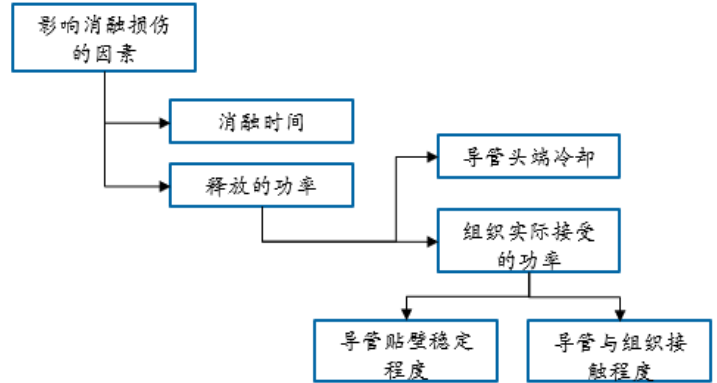 影响消融损伤
的因素
消融时间
释放的功率
导管头端冷却
组织实际接受
的功率
导管贴壁稳定
程度
导管与组织接
触程度